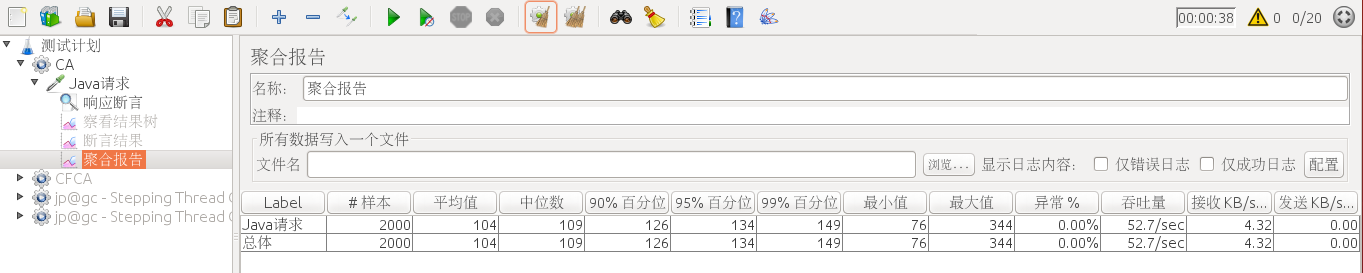 STOP 00:00:38 0 0/20
测试计划
CA
Java请求
响应断言
察看结果树
断言结果
聚合报告
CFCA
jp@gc - Stepping Thread
jp@gc - Stepping Thread
聚合报告
名称: 聚合报告
注释:
所有数据写入一个文件
文件名 浏览... 显示日志内容: 仅错误日志 仅成功日志 配置
Label # 样本 平均值 中位数 90% 百分位 95% 百分位 99% 百分位 最小值 最大值 异常 % 吞吐量 接收 KB/s... 发送 KB/s...
Java请求 2000 104 109 126 134 149 76 344 0.00% 52.7/sec 4.32 0.00
总体 2000 104 109 126 134 149 76 344 0.00% 52.7/sec 4.32 0.00